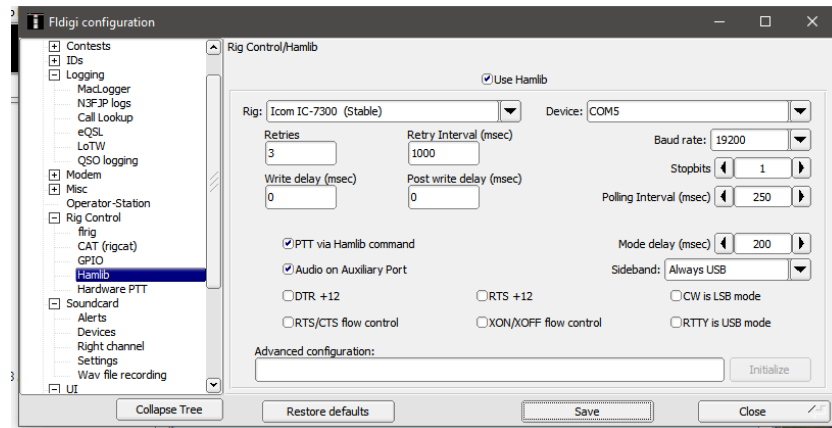 Fldigi configuration
Contests
IDs
Logging
MacLogger
N3FJP logs
Call Lookup
eQSL
LoTW
QSO logging
Modem
Misc
Operator-Station
Rig Control
flrig
CAT (rigcat)
GPIO
Hamlib
Hardware PTT
Soundcard
Alerts
Devices
Right channel
Settings
Wav file recording
UI
Collapse Tree
Rig Control/Hamlib
Use Hamlib
Rig: Icom IC-7300 (Stable) Device: COM5
Retries Retry Interval (msec)
3 1000
Baud rate: 19200
Write delay (msec) Post write delay (msec)
0 0
Stopbits 1
Polling Interval (msec) 250
PTT via Hamlib command Mode delay (msec) 200
Audio on Auxiliary Port Sideband: Always USB
DTR +12 RTS +12 CW is LSB mode
RTS/CTS flow control XON/XOFF flow control RTTY is USB mode
Advanced configuration:
Initialize
Restore defaults Save Close